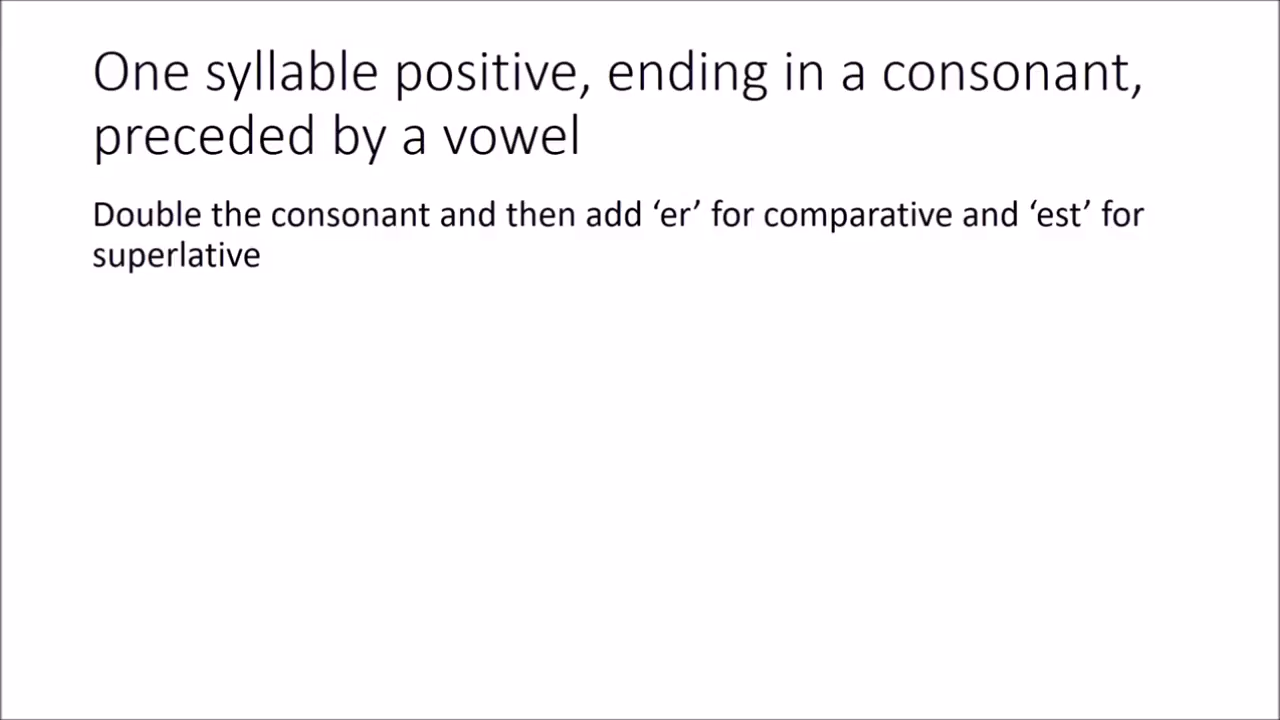 One syllable positive, ending in a consonant,
preceded by a vowel
Double the consonant and then add ‘er’ for comparative and ‘est’ for
superlative